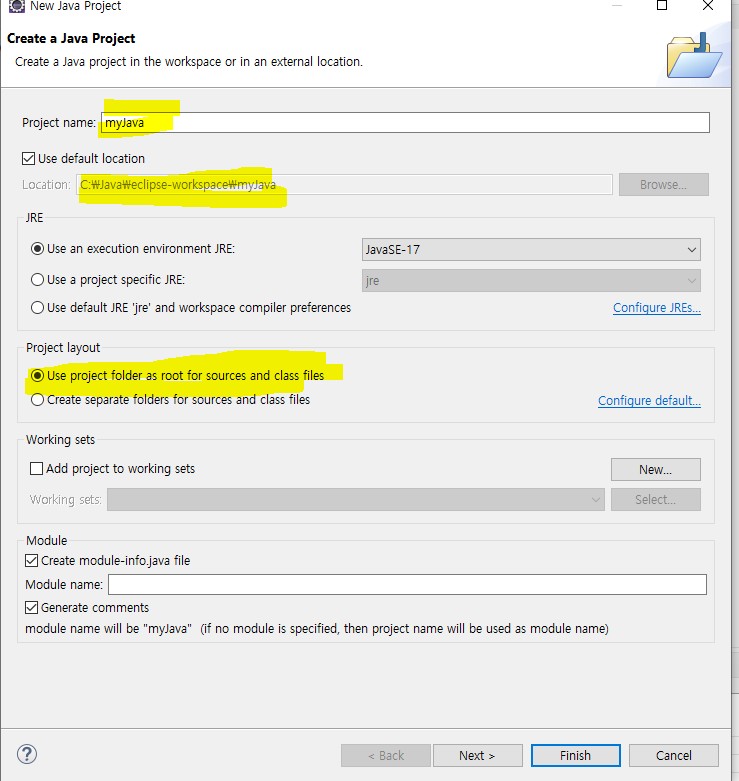 New Java Project
Create a Java Project
Create a Java project in the workspace or in an external location.
Project name: myJava
Use default location
Location: C:₩Java₩eclipse-workspace₩myJava Browse...
JRE
Use an execution environment JRE: JavaSE-17
Use a project specific JRE: jre
Use default JRE 'jre' and workspace compiler preferences Configure JREs...
Project layout
Use project folder as root for sources and class files
Create separate folders for sources and class files Configure default...
Working sets
Add project to working sets New...
Working sets: Select...
Module
Create module-info.java file
Module name:
Generate comments
module name will be "myJava" (if no module is specified, then project name will be used as module name)
? < Back Next > Finish Cancel